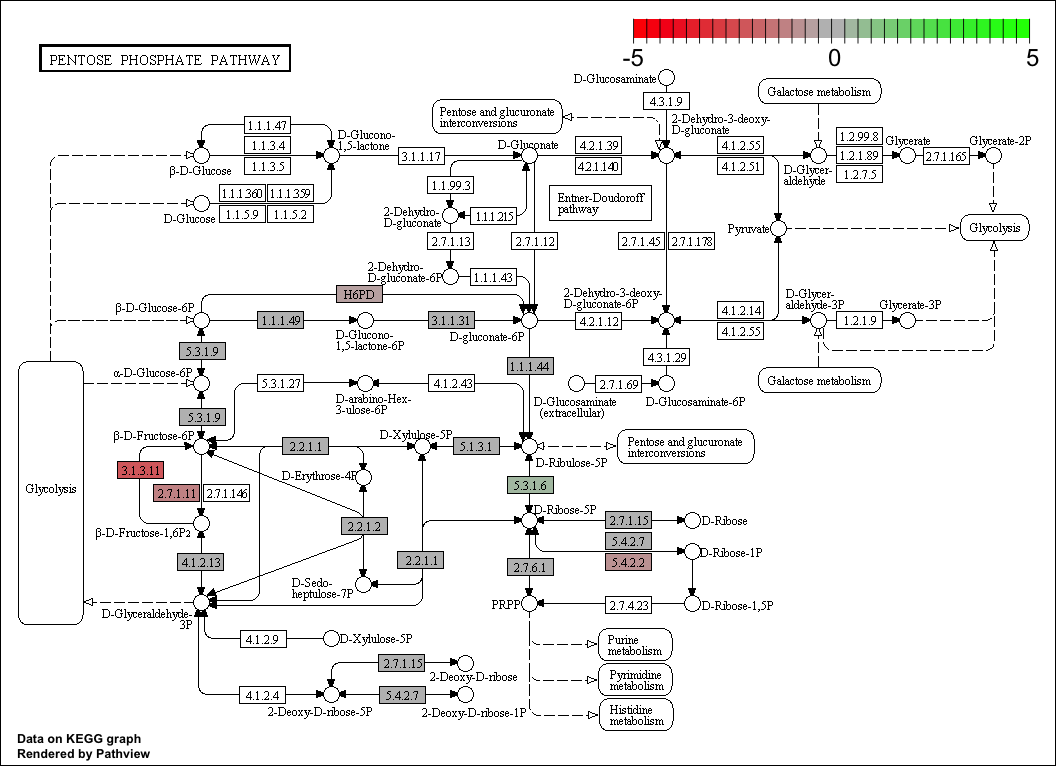 PENTOSE PHOSPHATE PATHWAY
-5
0
5
D-Glucosaminate
4.3.1.9
Galactose metabolism
Pentose and glucuronate
interconversions
2-Dehydro-3-deoxy-
D-gluconate
1.1.1.47
1.1.3.4
1.1.3.5
D-Glucono-
1,5-lactone
3.1.1.17
D-Gluconate
4.2.1.39
4.2.1.140
4.2.1.55
4.2.1.51
D-Glycer-
aldehyde
1.2.99.8
1.2.1.89
1.2.7.5
Glycerate
2.7.1.165
Glycerate-2P
β-D-Glucose
1.1.1.360
1.1.1.359
1.1.5.9
1.1.5.2
D-Glucose
1.1.99.3
2-Dehydro-
D-gluconate
1.1.1.215
Entner-Doudoroff
pathway
2.7.1.13
2.7.1.12
2.7.1.45
2.7.1.178
Pyruvate
Glycolysis
2-Dehydro-
D-gluconate-6P
1.1.1.43
H6PD
β-D-Glucose-6P
1.1.1.49
D-Glucono-
1,5-lactone-6P
3.1.1.31
D-gluconate-6P
2-Dehydro-3-deoxy-
D-gluconate-6P
4.2.1.12
4.1.2.14
4.1.2.55
D-Glycer-
aldehyde-3P
1.2.1.9
Glycerate-3P
5.3.1.9
1.1.1.44
4.3.1.29
α-D-Glucose-6P
5.3.1.27
D-arabino-Hex-
3-ulose-6P
4.1.2.43
2.7.1.69
D-Glucosaminate
(extracellular)
D-Glucosaminate-6P
Galactose metabolism
5.3.1.9
β-D-Fructose-6P
2.2.1.1
D-Xylulose-5P
5.1.3.1
D-Ribulose-5P
Pentose and glucuronate
interconversions
3.1.3.11
2.7.1.11
2.7.1.146
D-Erythrose-4P
5.3.1.6
Glycolysis
β-D-Fructose-1,6P2
2.2.1.2
D-Ribose-5P
2.7.1.15
D-Ribose
5.4.2.7
5.4.2.2
D-Ribose-1P
4.1.2.13
2.2.1.1
2.7.6.1
D-Sedo-
heptulose-7P
D-Glyceraldehyde-
3P
PRPP
2.7.4.23
D-Ribose-1,5P
4.1.2.9
D-Xylulose-5P
Purine
metabolism
2.7.1.15
2-Deoxy-D-ribose
Pyrimidine
metabolism
4.1.2.4
2-Deoxy-D-ribose-5P
5.4.2.7
2-Deoxy-D-ribose-1P
Histidine
metabolism
Data on KEGG graph
Rendered by Pathview